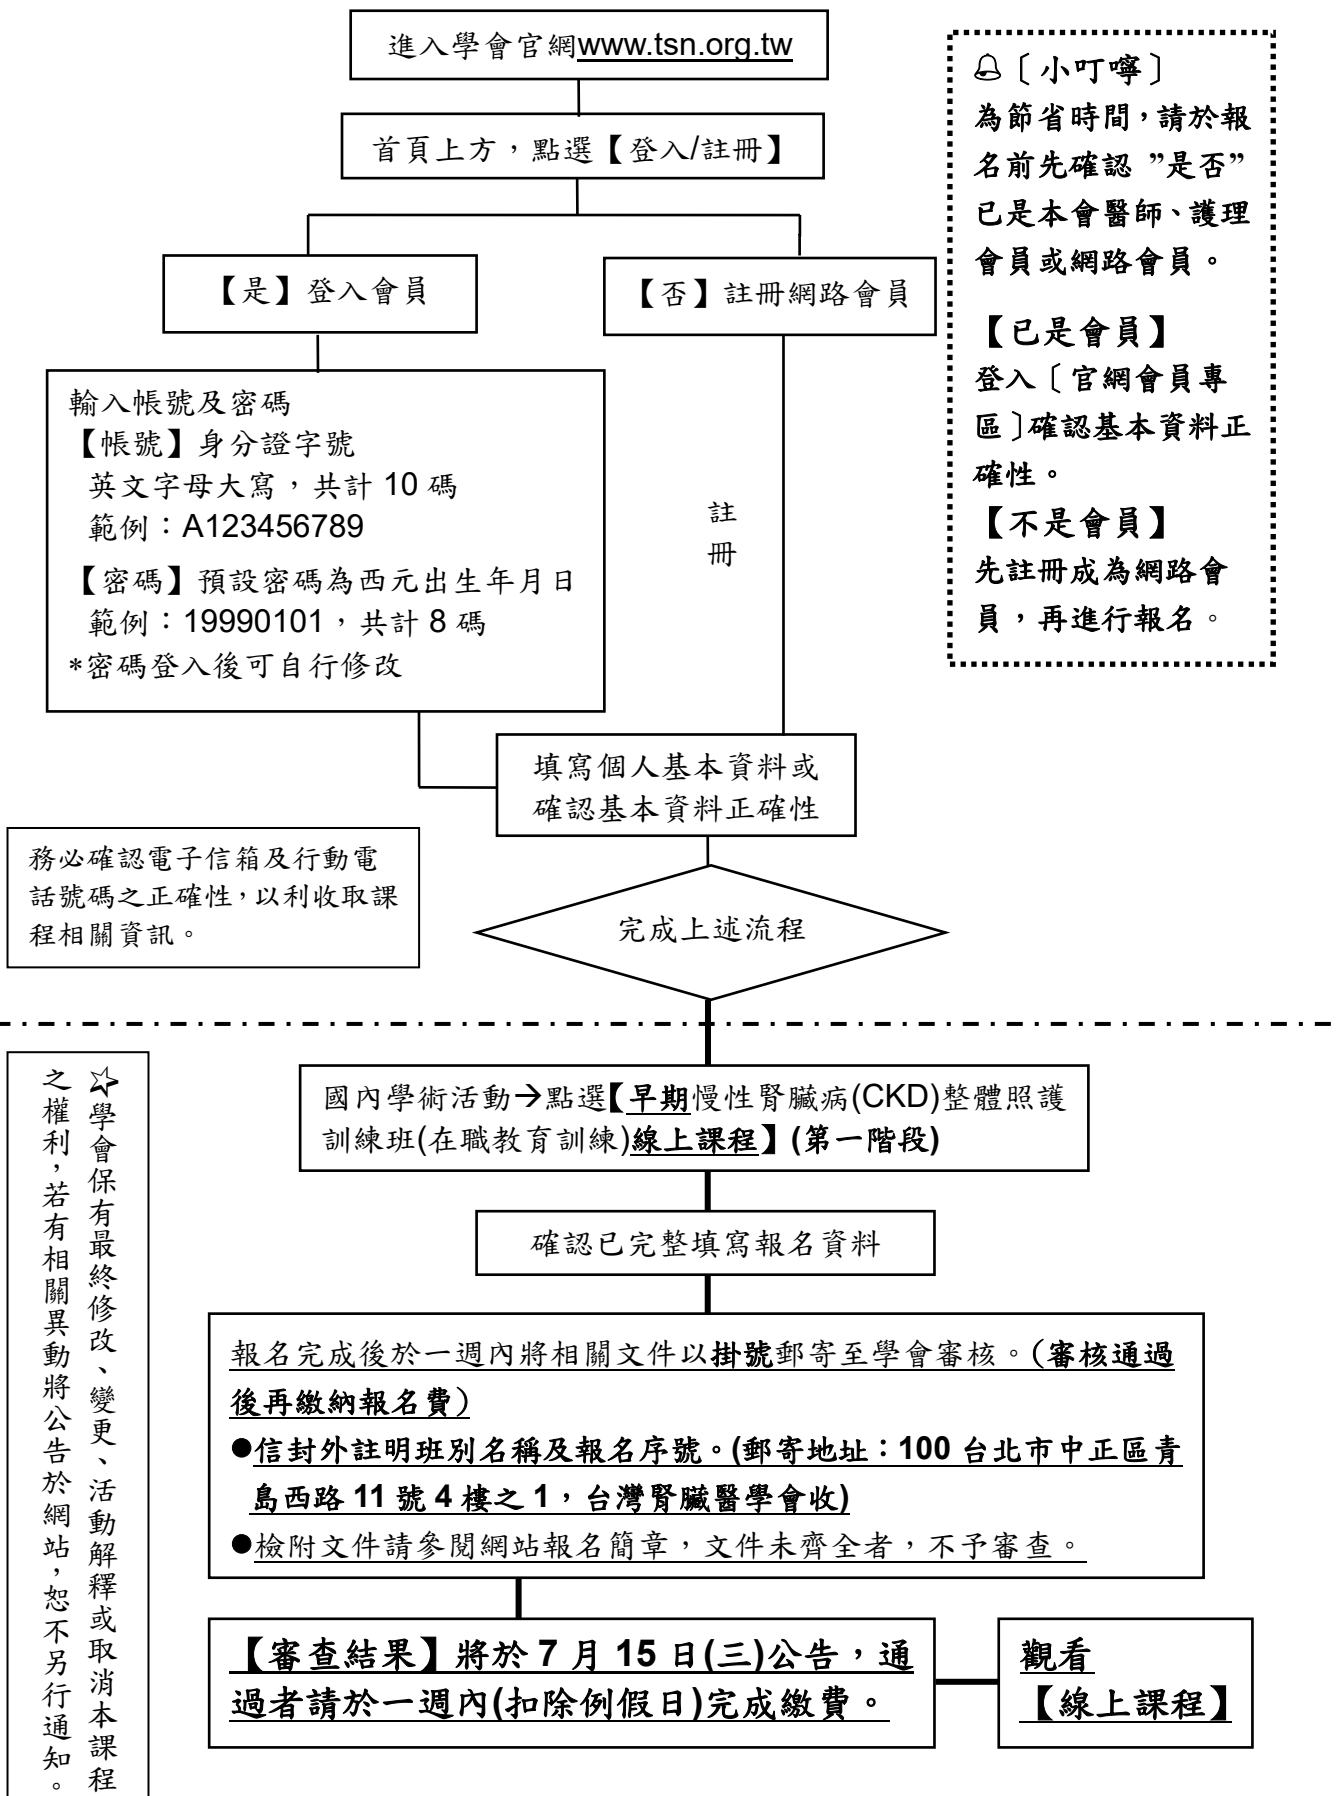 進入學會官網www.tsn.org.tw
首頁上方，點選【登入/註冊】
【是】登入會員
【否】註冊網路會員
輸入帳號及密碼
【帳號】身分證字號
英文字母大寫，共計 10 碼
範例：A123456789
【密碼】預設密碼為西元出生年月日
範例：19990101，共計 8 碼
*密碼登入後可自行修改
註
冊
〔小叮嚀〕
為節省時間，請於報
名前先確認 ”是否”
已是本會醫師、護理
會員或網路會員。
【已是會員】
登入〔官網會員專
區〕確認基本資料正
確性。
【不是會員】
先註冊成為網路會
員，再進行報名。
填寫個人基本資料或
確認基本資料正確性
務必確認電子信箱及行動電
話號碼之正確性，以利收取課
程相關資訊。
完成上述流程
☆學會保有最終修改、變更、活動解釋或取消本課程
之權利，若有相關異動將公告於網站，恕不另行通知。
國內學術活動→點選【早期慢性腎臟病(CKD)整體照護
訓練班(在職教育訓練)線上課程】(第一階段)
確認已完整填寫報名資料
報名完成後於一週內將相關文件以掛號郵寄至學會審核。（審核通過
後再繳納報名費）
●信封外註明班別名稱及報名序號。(郵寄地址：100 台北市中正區青
島西路 11 號 4 樓之 1，台灣腎臟醫學會收)
●檢附文件請參閱網站報名簡章，文件未齊全者，不予審查。
【審查結果】將於 7 月 15 日(三)公告，通
過者請於一週內(扣除例假日)完成繳費。
觀看
【線上課程】